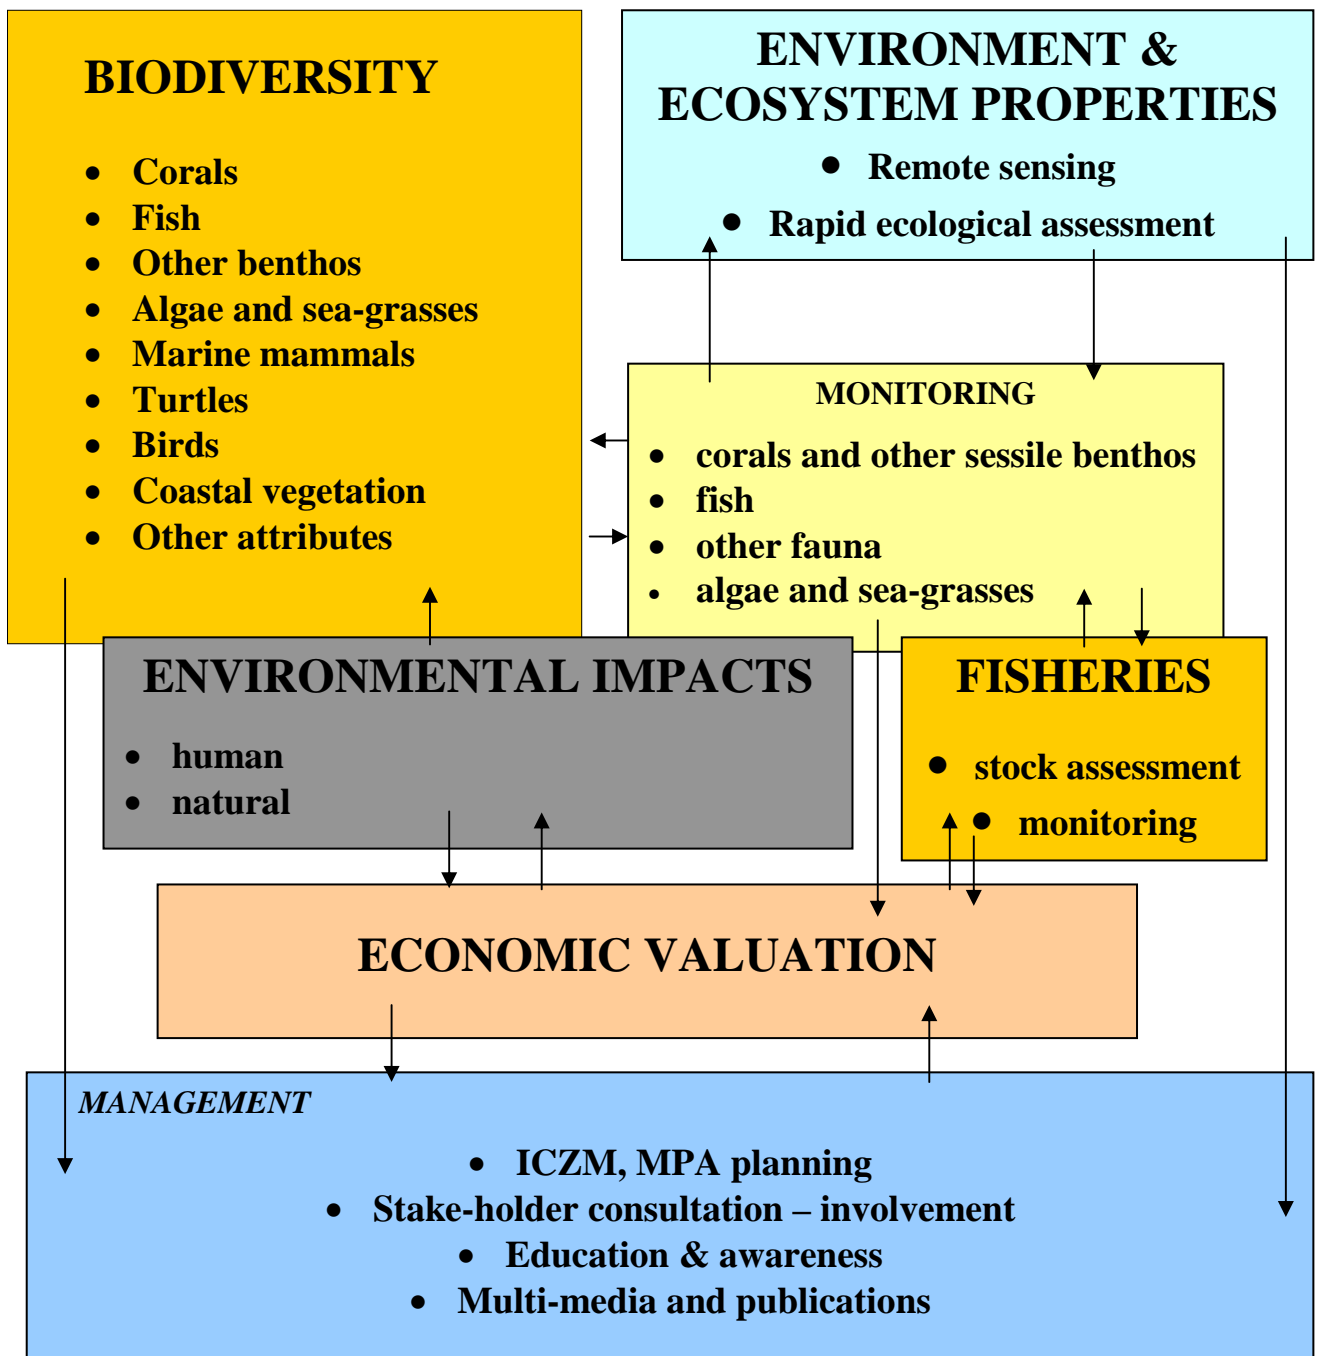 BIODIVERSITY
• Corals
• Fish
• Other benthos
• Algae and sea-grasses
• Marine mammals
• Turtles
• Birds
• Coastal vegetation
• Other attributes
ENVIRONMENT &
ECOSYSTEM PROPERTIES
• Remote sensing
• Rapid ecological assessment
MONITORING
• corals and other sessile benthos
• fish
• other fauna
• algae and sea-grasses
ENVIRONMENTAL IMPACTS
• human
• natural
FISHERIES
• stock assessment
• monitoring
ECONOMIC VALUATION
MANAGEMENT
• ICZM, MPA planning
• Stake-holder consultation – involvement
• Education & awareness
• Multi-media and publications